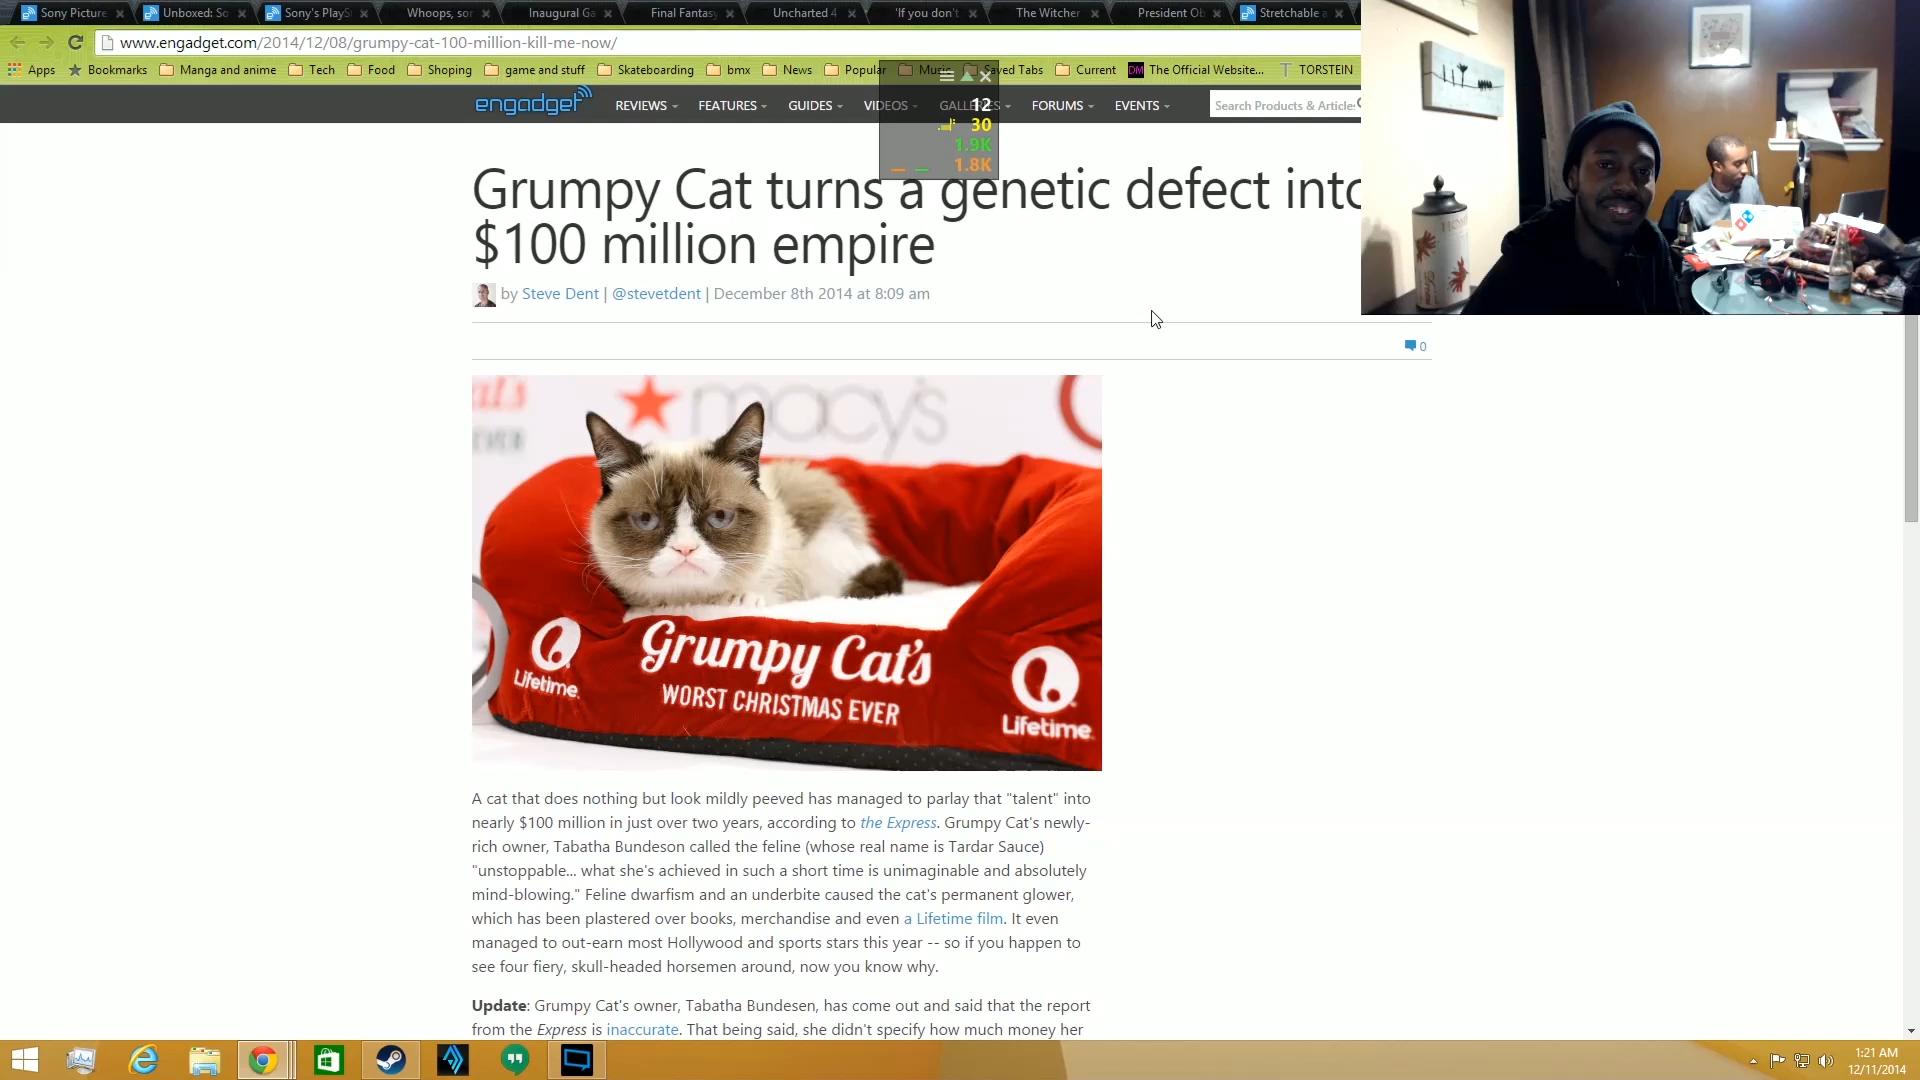 Sony Picture
Unboxed: So
Sony's PlaySt
Whoops, sor
Inaugural Ga
Final Fantasy
Uncharted 4
'If you don't
The Witcher
President Ob
Stretchable a
www.engadget.com/2014/12/08/grumpy-cat-100-million-kill-me-now/
Apps Bookmarks Manga and anime Tech Food Shoping game and stuff Skateboarding bmx News Popular Music Saved Tabs Current DM The Official Website... TORSTEIN
engadget REVIEWS FEATURES GUIDES VIDEOS GALLERIES FORUMS EVENTS Search Products & Articles
12
30
1.9K
1.8K
Grumpy Cat turns a genetic defect into
$100 million empire
by Steve Dent | @stevetdent | December 8th 2014 at 8:09 am
0
macy's
EVER
Grumpy Cat's
WORST CHRISTMAS EVER
Lifetime
Lifetime
A cat that does nothing but look mildly peeved has managed to parlay that "talent" into
nearly $100 million in just over two years, according to the Express. Grumpy Cat's newly-
rich owner, Tabatha Bundeson called the feline (whose real name is Tardar Sauce)
"unstoppable... what she's achieved in such a short time is unimaginable and absolutely
mind-blowing." Feline dwarfism and an underbite caused the cat's permanent glower,
which has been plastered over books, merchandise and even a Lifetime film. It even
managed to out-earn most Hollywood and sports stars this year -- so if you happen to
see four fiery, skull-headed horsemen around, now you know why.
Update: Grumpy Cat's owner, Tabatha Bundesen, has come out and said that the report
from the Express is inaccurate. That being said, she didn't specify how much money her
1:21 AM
12/11/2014